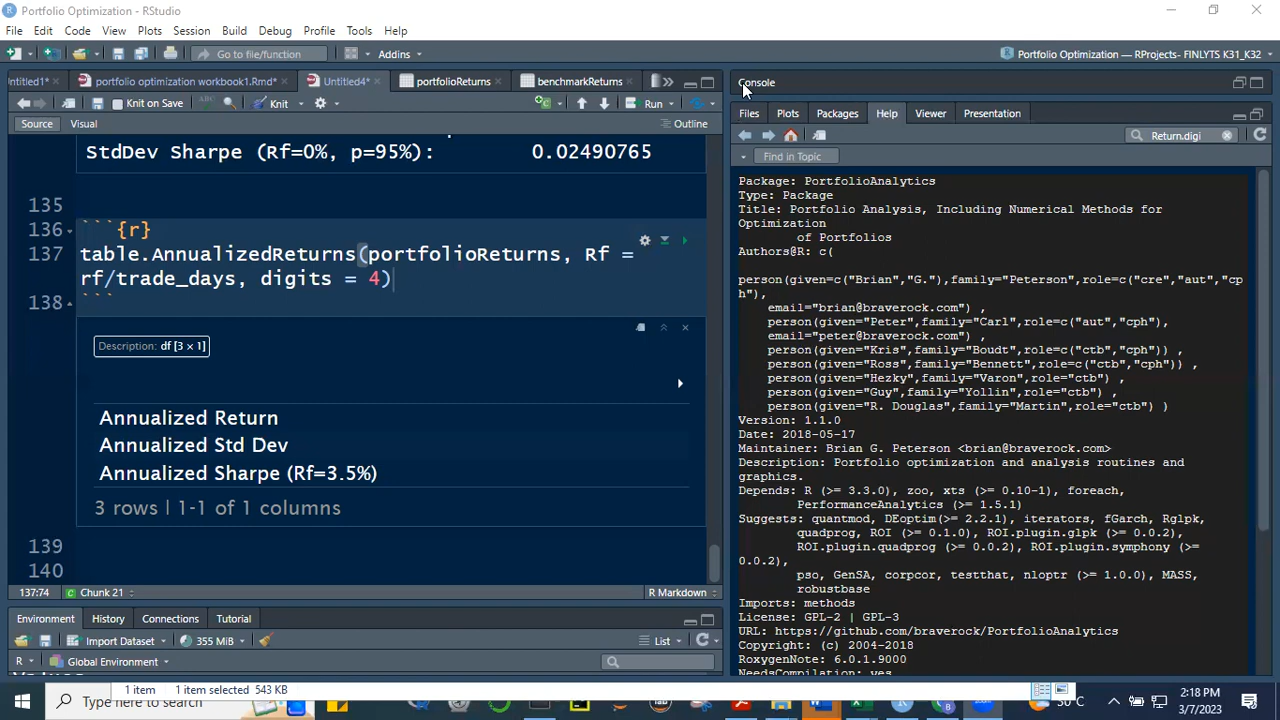 Portfolio Optimization - RStudio
File Edit Code View Plots Session Build Debug Profile Tools Help
Go to file/function Addins Portfolio Optimization — RProjects- FINLYTS K31_K32
Untitled1* portfolio optimization workbook1.Rmd* Untitled4* portfolioReturns benchmarkReturns
Knit on Save Knit Run
Source Visual Outline
StdDev Sharpe (Rf=0%, p=95%): 0.02490765
135
136 ```{r}
137 table.AnnualizedReturns(portfolioReturns, Rf =
rf/trade_days, digits = 4)
138 ```
Description: df [3 × 1]
Annualized Return
Annualized Std Dev
Annualized Sharpe (Rf=3.5%)
3 rows | 1-1 of 1 columns
139
140
137:74 Chunk 21 R Markdown
Environment History Connections Tutorial
Import Dataset 355 MiB List
R Global Environment
Console
Files Plots Packages Help Viewer Presentation
Return.digi
Find in Topic
Package: PortfolioAnalytics
Type: Package
Title: Portfolio Analysis, Including Numerical Methods for
Optimization
of Portfolios
Authors@R: c(
person(given=c("Brian","G."),family="Peterson",role=c("cre","aut","cp
h"),
email="brian@braverock.com") ,
person(given="Peter",family="Carl",role=c("aut","cph"),
email="peter@braverock.com") ,
person(given="Kris",family="Boudt",role=c("ctb","cph")) ,
person(given="Ross",family="Bennett",role=c("ctb","cph")) ,
person(given="Hezky",family="Varon",role="ctb") ,
person(given="Guy",family="Yollin",role="ctb") ,
person(given="R. Douglas",family="Martin",role="ctb") )
Version: 1.1.0
Date: 2018-05-17
Maintainer: Brian G. Peterson <brian@braverock.com>
Description: Portfolio optimization and analysis routines and
graphics.
Depends: R (>= 3.3.0), zoo, xts (>= 0.10-1), foreach,
PerformanceAnalytics (>= 1.5.1)
Suggests: quantmod, DEoptim(>= 2.2.1), iterators, fGarch, Rglpk,
quadprog, ROI (>= 0.1.0), ROI.plugin.glpk (>= 0.0.2),
ROI.plugin.quadprog (>= 0.0.2), ROI.plugin.symphony (>=
0.0.2),
pso, GenSA, corpcor, testthat, nloptr (>= 1.0.0), MASS,
robustbase
Imports: methods
License: GPL-2 | GPL-3
URL: https://github.com/braverock/PortfolioAnalytics
Copyright: (c) 2004-2018
RoxygenNote: 6.0.1.9000
NeedsCompilation: yes
1 item 1 item selected 543 KB
Type here to search
30°C
2:18 PM
3/7/2023